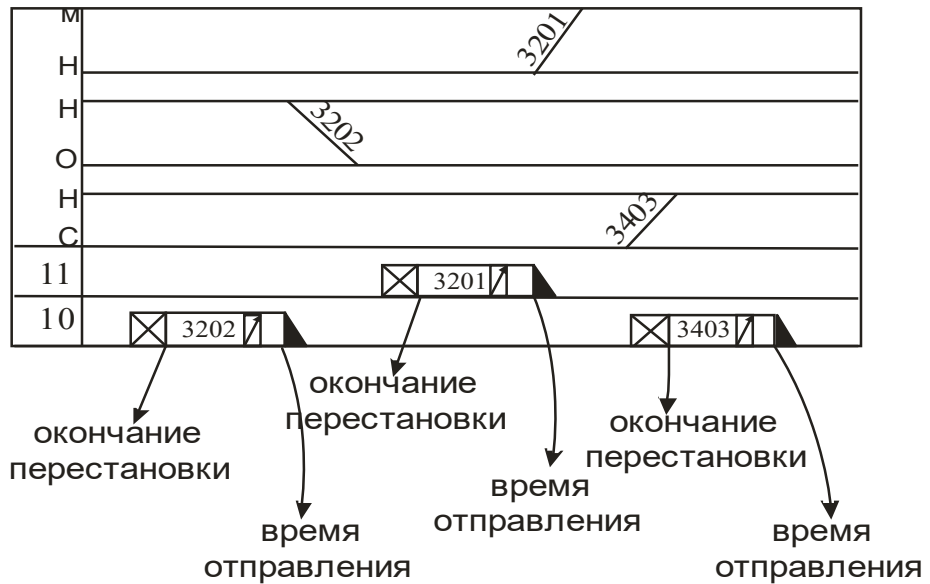 М
3201
Н
Н
3202
О
Н
3403
С
11
3201
10
3202
3403
окончание
перестановки
окончание
перестановки
окончание
перестановки
время
отправления
время
отправления
время
отправления